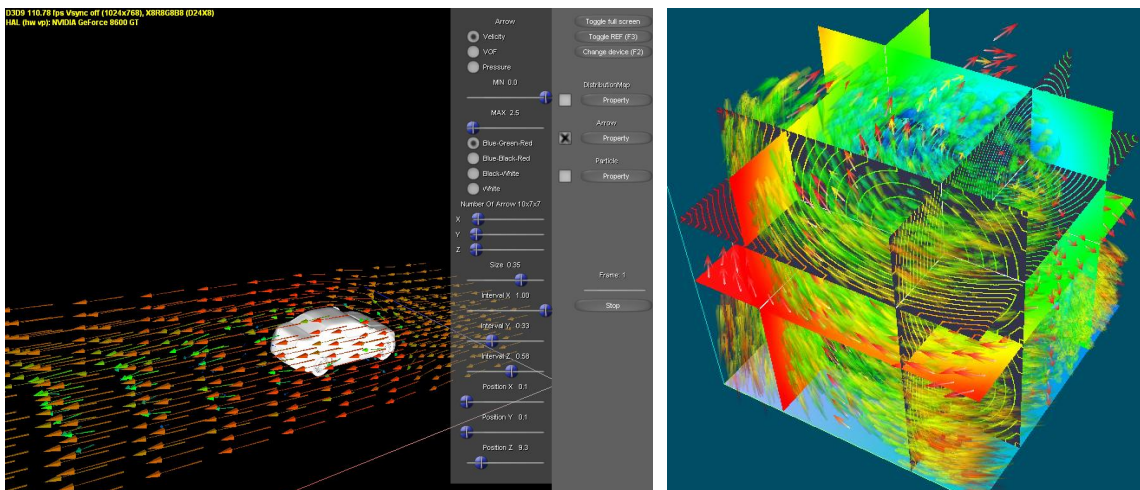 D3D9 110.78 fps Vsync off (1024x768), X8R8G8B8 (D24X8)
HAL (hw vp): NVIDIA GeForce 8600 GT
Arrow
Velicity
VOF
Pressure
MIN 0.0
MAX 2.5
Blue-Green-Red
Blue-Black-Red
Black-White
White
Number Of Arrow 10x7x7
X
Y
Z
Size 0.35
Interval X 1.00
Interval Y 0.33
Interval Z 0.58
Position X 0.1
Position Y 0.1
Position Z 9.3
Toggle full screen
Toggle REF (F3)
Change device (F2)
DistributionMap
Property
Arrow
Property
Particle
Property
Frame: 1
Stop